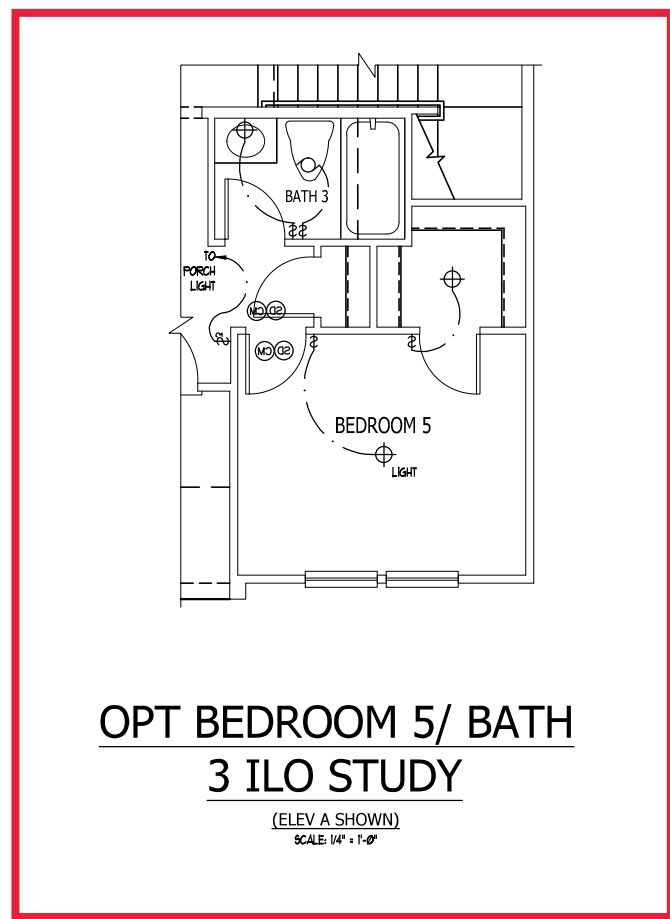 BATH 3
TO
PORCH
LIGHT
CM SD
SD CM
BEDROOM 5
LIGHT
OPT BEDROOM 5/ BATH
3 ILO STUDY
(ELEV A SHOWN)
SCALE: 1/4" = 1'-0"